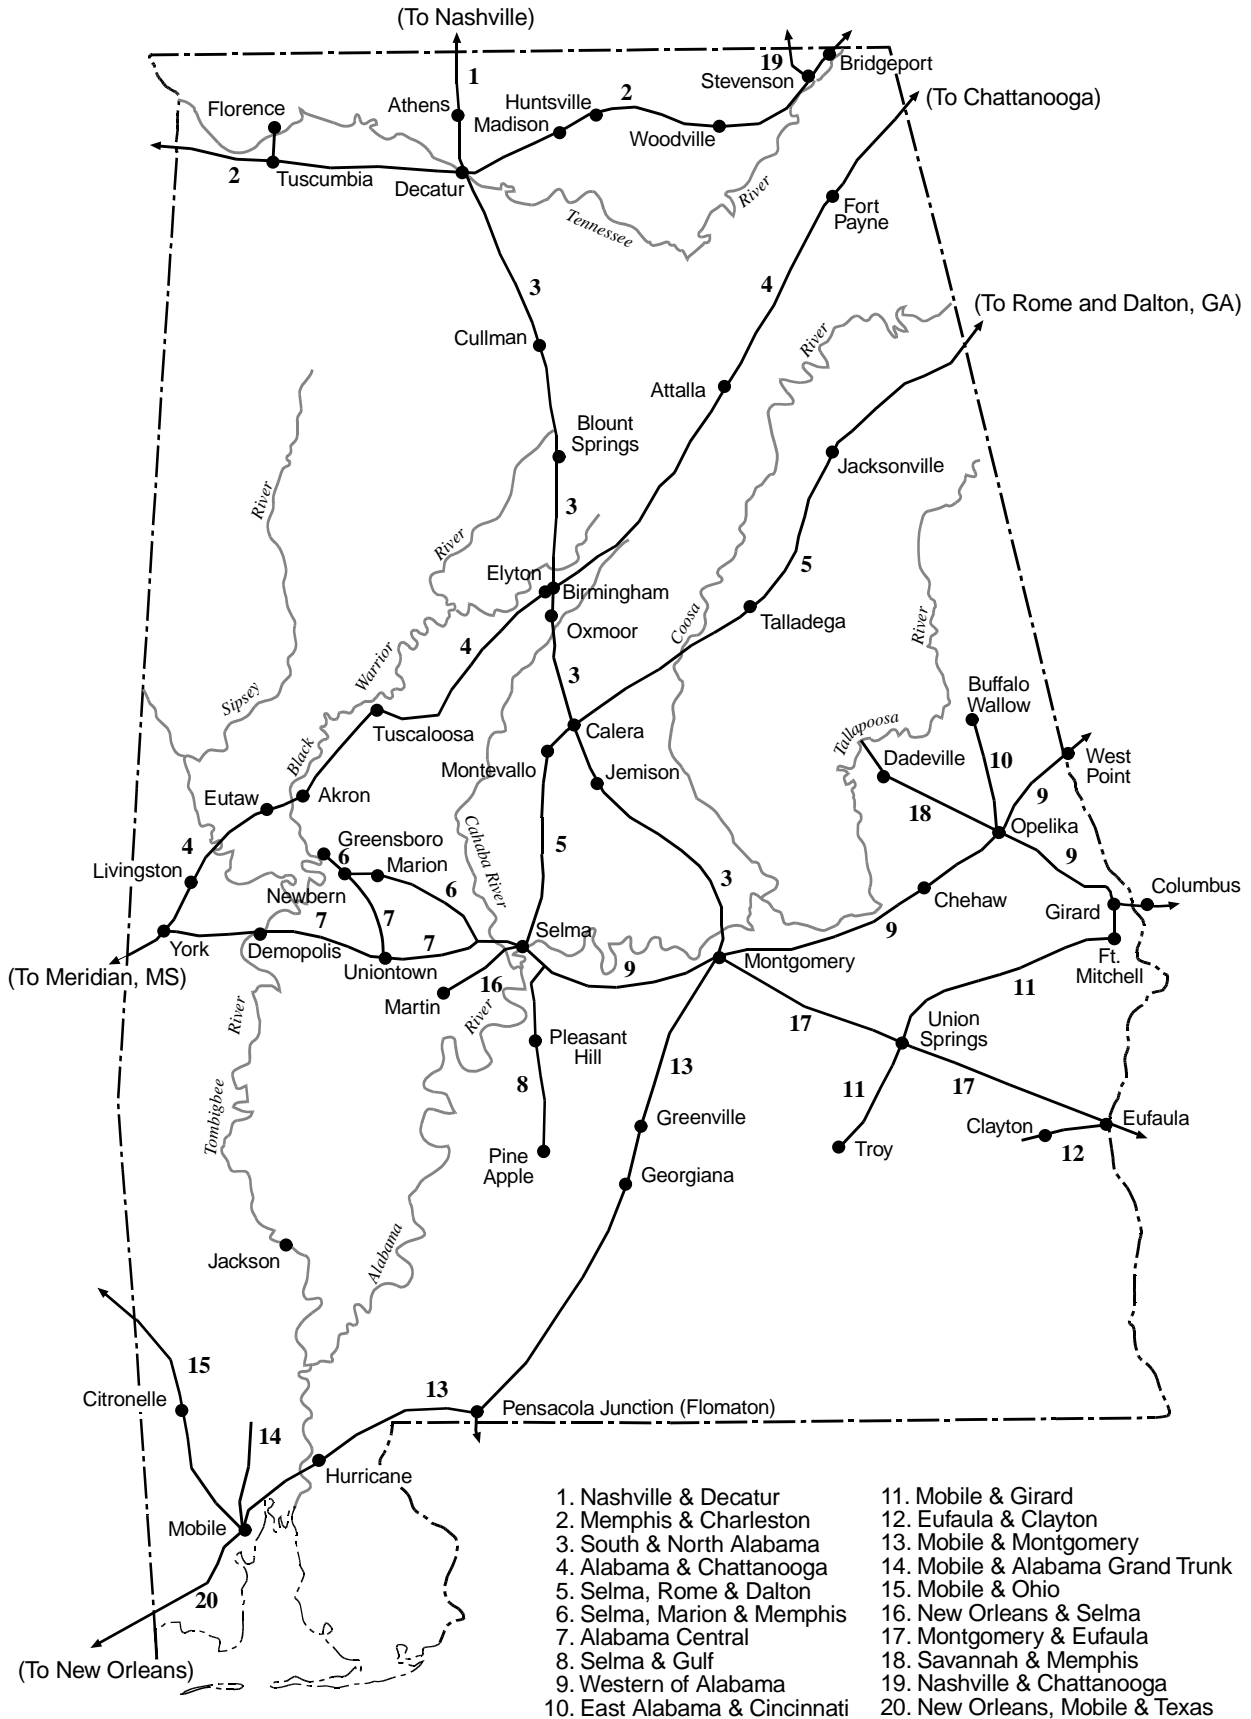 (To Nashville)
19
Bridgeport
Stevenson
1
2
Huntsville
Athens
Madison
Florence
Woodville
(To Chattanooga)
2
Tuscumbia
Decatur
River
Tennessee
Fort
Payne
3
4
(To Rome and Dalton, GA)
Cullman
River
Attalla
Blount
Springs
Jacksonville
River
3
River
5
Elyton
Birmingham
Oxmoor
Coosa
Talladega
River
4
Warrior
3
Sipsey
Buffalo
Wallow
Tuscaloosa
Calera
Tallapoosa
Black
Montevallo
Jemison
Dadeville
10
West
Point
Eutaw
Akron
9
18
Opelika
Cahaba River
4
Greensboro
6
Marion
5
9
Livingston
Newbern
6
3
Chehaw
Columbus
Girard
7
7
7
Selma
9
York
Demopolis
Uniontown
Montgomery
Ft.
Mitchell
(To Meridian, MS)
16
9
Martin
11
River
River
17
Union
Springs
Pleasant
Hill
13
8
11
17
Tombigbee
Greenville
Clayton
Eufaula
12
Pine
Apple
Troy
Georgiana
Jackson
Alabama
15
13
Citronelle
Pensacola Junction (Flomaton)
14
Hurricane
Mobile
20
(To New Orleans)
1. Nashville & Decatur
2. Memphis & Charleston
3. South & North Alabama
4. Alabama & Chattanooga
5. Selma, Rome & Dalton
6. Selma, Marion & Memphis
7. Alabama Central
8. Selma & Gulf
9. Western of Alabama
10. East Alabama & Cincinnati
11. Mobile & Girard
12. Eufaula & Clayton
13. Mobile & Montgomery
14. Mobile & Alabama Grand Trunk
15. Mobile & Ohio
16. New Orleans & Selma
17. Montgomery & Eufaula
18. Savannah & Memphis
19. Nashville & Chattanooga
20. New Orleans, Mobile & Texas